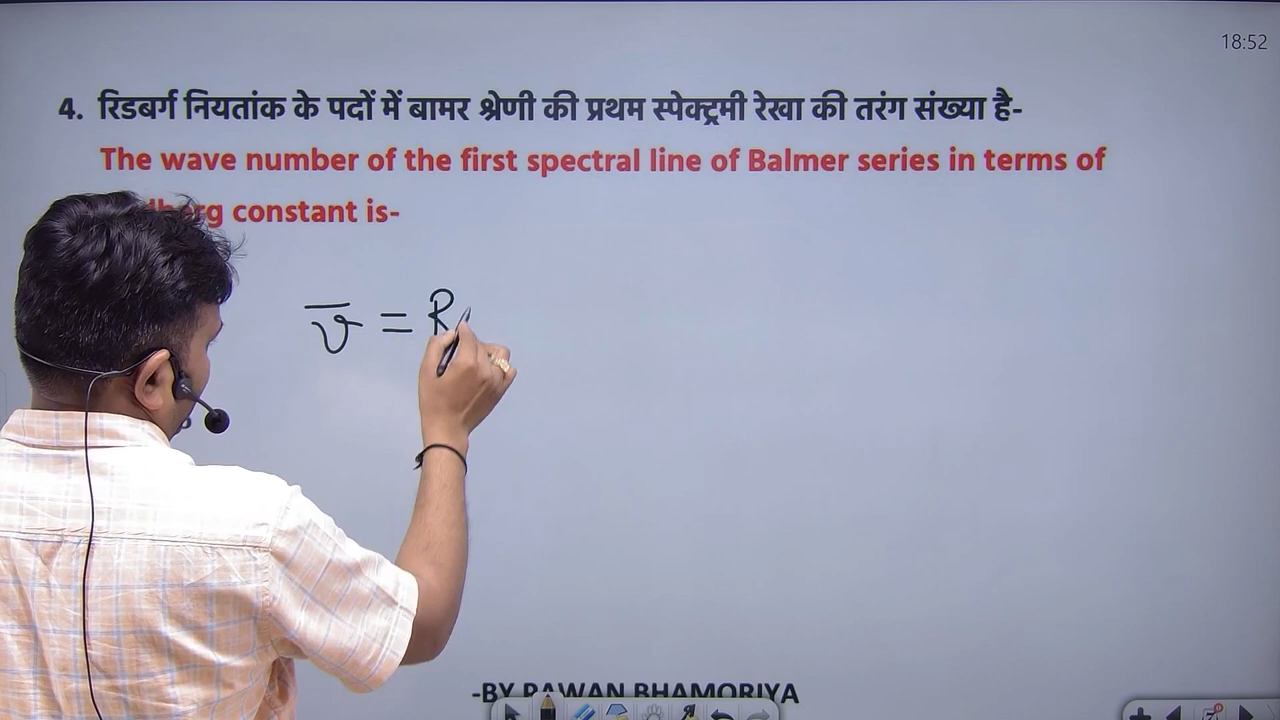 18:52
4. रिडबर्ग नियतांक के पदों में बामर श्रेणी की प्रथम स्पेक्ट्रमी रेखा की तरंग संख्या है-
The wave number of the first spectral line of Balmer series in terms of
constant is-
ν̅ = R
-BY PAWAN BHAMORIYA